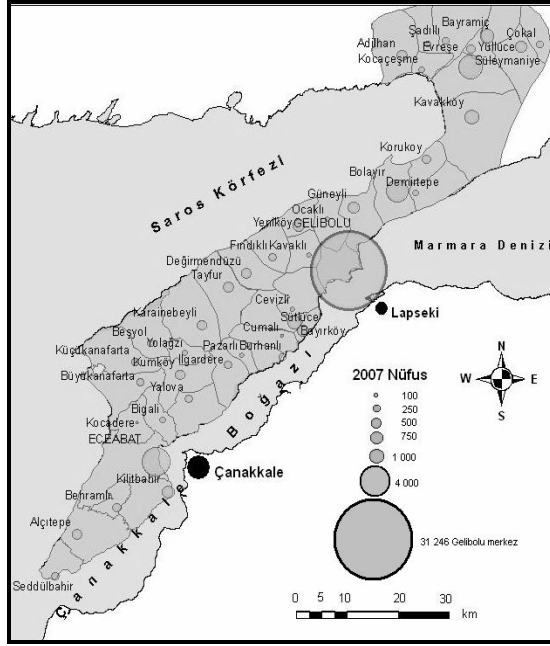 Bayramiç
Şadıllı
Çokal
Adilhan
Evreşe
Yüllüce
Kocaçeşme
Süleymaniye
Kavakköy
Koruköy
Bolayır
Demirtepe
Güneyli
Ocaklı
Yeniköy
GELİBOLU
Fındıklı
Kavaklı
Değirmendüzü
Tayfur
Cevizli
Sütlüce
Bayırköy
Karainebeyli
Cumalı
Beşyol
Yolağzı
Pazarlı
Burhanlı
Küçükanafarta
Kumköy
Ilgardere
Büyükanafarta
Yalova
Bigalı
Kocadere
ECEABAT
Kilitbahir
Behramlı
Alçıtepe
Seddülbahir
Saros Körfezi
Marmara Denizi
Lapseki
Çanakkale
Çanakkale Boğazı
N
W E
S
2007 Nüfus
100
250
500
750
1 000
4 000
31 246 Gelibolu merkez
0 5 10 20 30
km